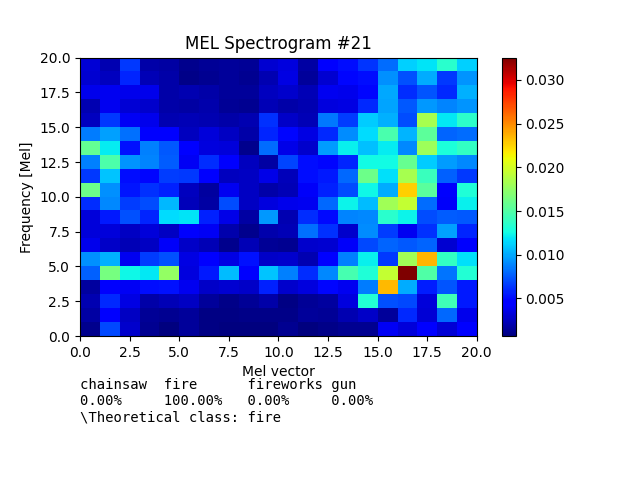 MEL Spectrogram #21
20.0
17.5
15.0
12.5
10.0
7.5
5.0
2.5
0.0
Frequency [Mel]
0.0 2.5 5.0 7.5 10.0 12.5 15.0 17.5 20.0
Mel vector
0.030
0.025
0.020
0.015
0.010
0.005
chainsaw fire fireworks gun
0.00% 100.00% 0.00% 0.00%
\Theoretical class: fire